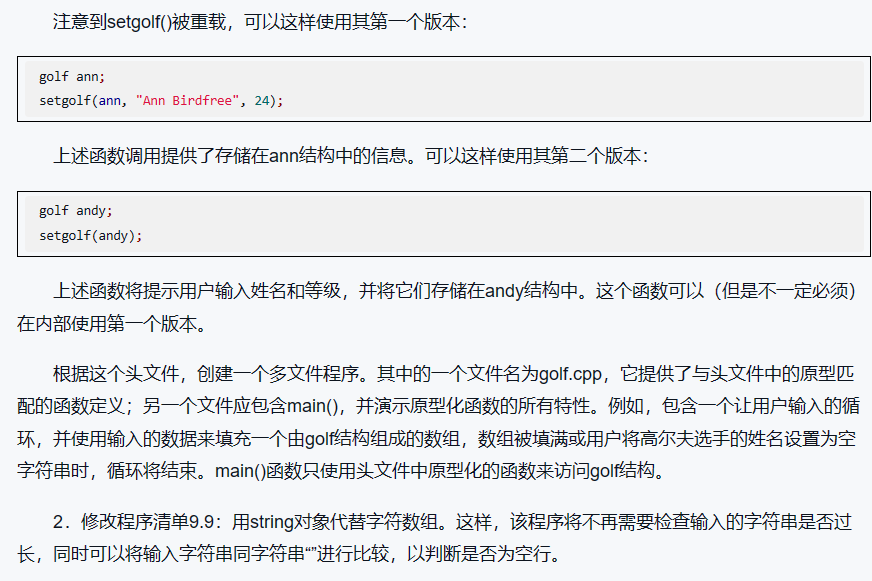 注意到setgolf()被重载，可以这样使用其第一个版本：
golf ann;
setgolf(ann, "Ann Birdfree", 24);
上述函数调用提供了存储在ann结构中的信息。可以这样使用其第二个版本：
golf andy;
setgolf(andy);
上述函数将提示用户输入姓名和等级，并将它们存储在andy结构中。这个函数可以（但是不一定必须）
在内部使用第一个版本。
根据这个头文件，创建一个多文件程序。其中的一个文件名为golf.cpp，它提供了与头文件中的原型匹
配的函数定义；另一个文件应包含main()，并演示原型化函数的所有特性。例如，包含一个让用户输入的循
环，并使用输入的数据来填充一个由golf结构组成的数组，数组被填满或用户将高尔夫选手的姓名设置为空
字符串时，循环将结束。main()函数只使用头文件中原型化的函数来访问golf结构。
2．修改程序清单9.9：用string对象代替字符数组。这样，该程序将不再需要检查输入的字符串是否过
长，同时可以将输入字符串同字符串“”进行比较，以判断是否为空行。